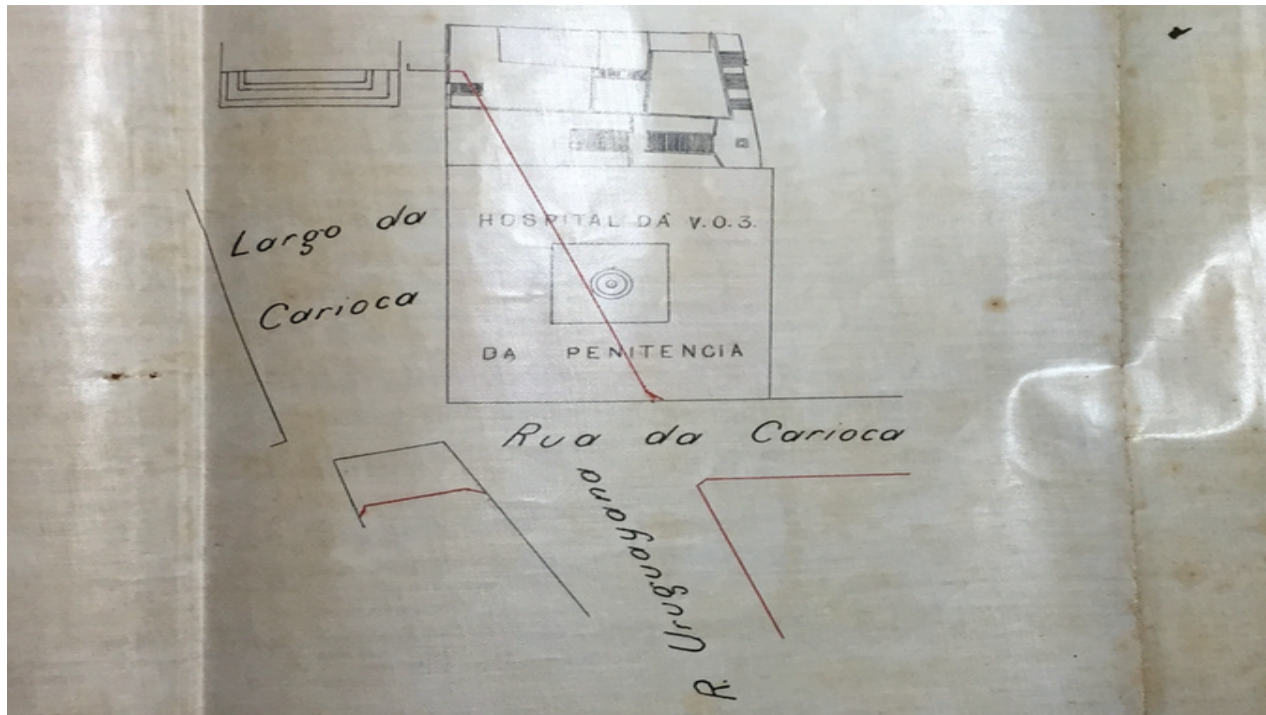 HOSPITAL DA V.O.3.
DA PENITENCIA
Largo da
Carioca
Rua da Carioca
R. Uruguayana